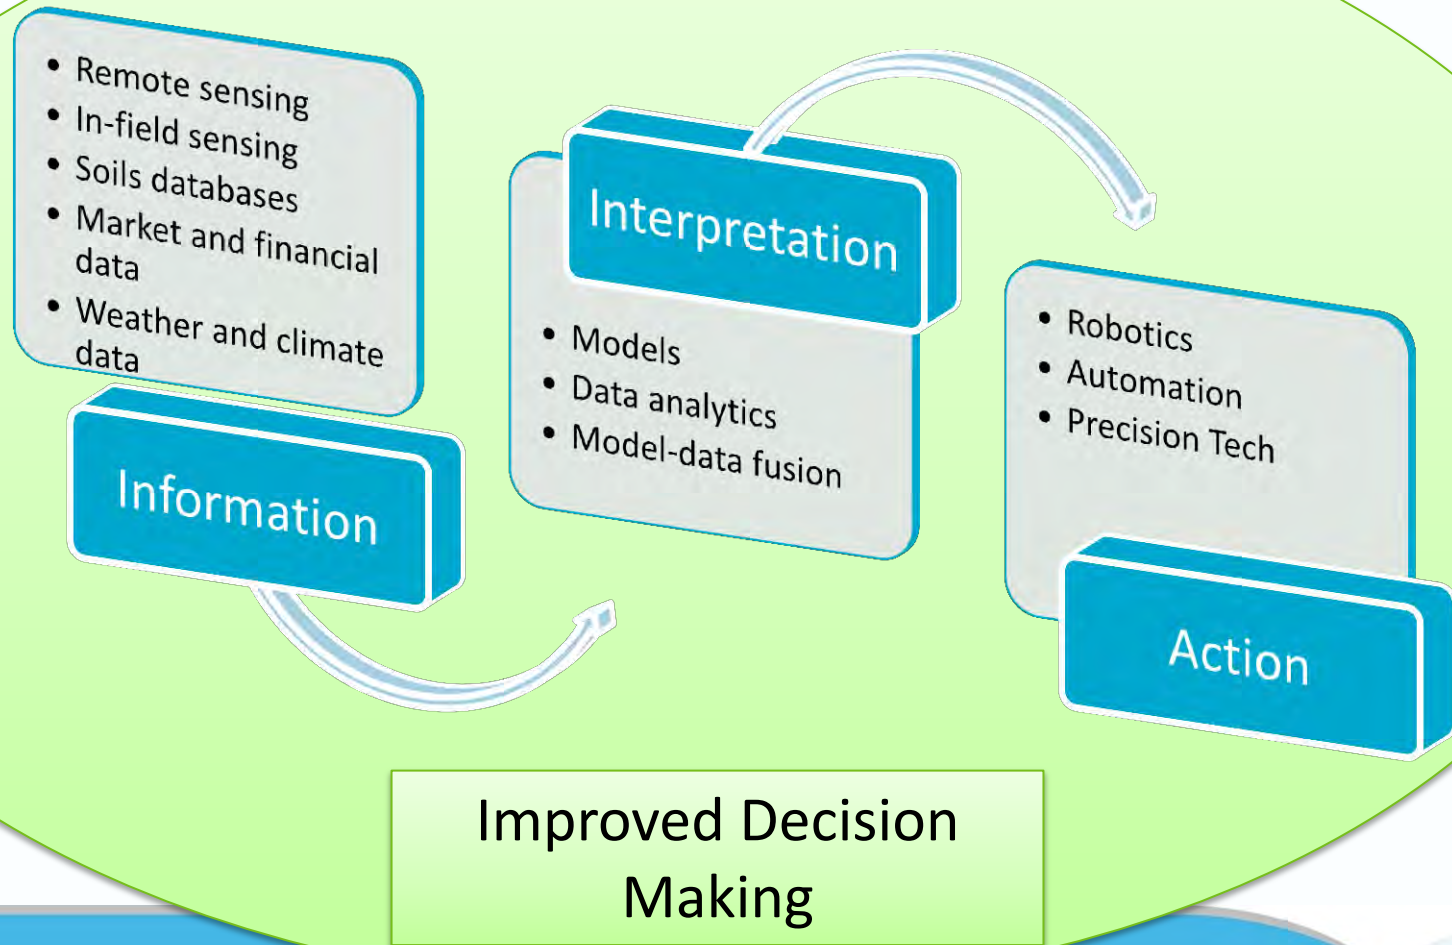 • Remote sensing
• In-field sensing
• Soils databases
• Market and financial
data
• Weather and climate
data
Information
Interpretation
• Models
• Data analytics
• Model-data fusion
• Robotics
• Automation
• Precision Tech
Action
Improved Decision
Making